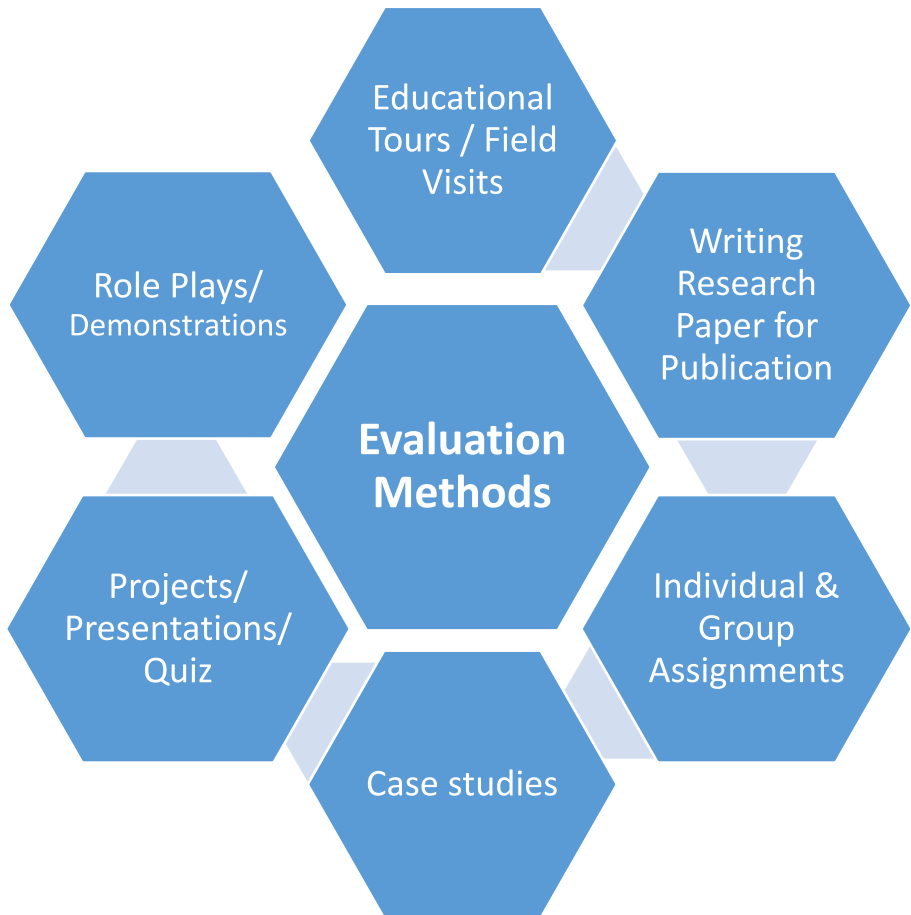 Educational
Tours / Field
Visits
Writing
Research
Paper for
Publication
Role Plays/
Demonstrations
Evaluation
Methods
Individual &
Group
Assignments
Projects/
Presentations/
Quiz
Case studies